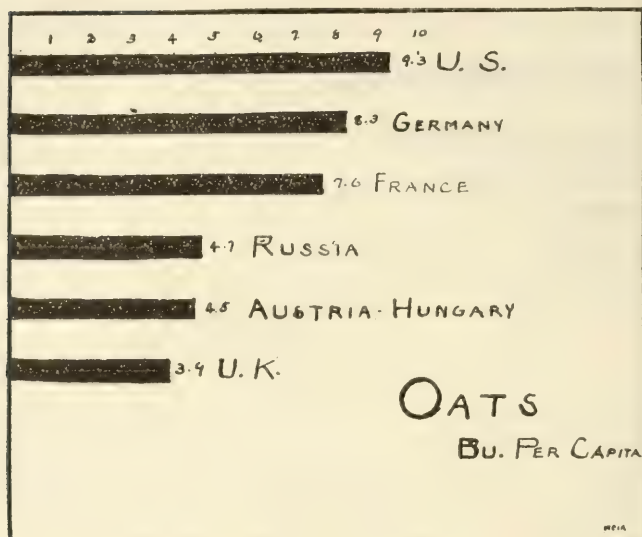 1 2 3 4 5 6 7 8 9 10
9.3 U. S.
8.3 GERMANY
7.6 FRANCE
4.7 RUSSIA
4.5 AUSTRIA-HUNGARY
3.9 U. K.
OATS
BU. PER CAPITA